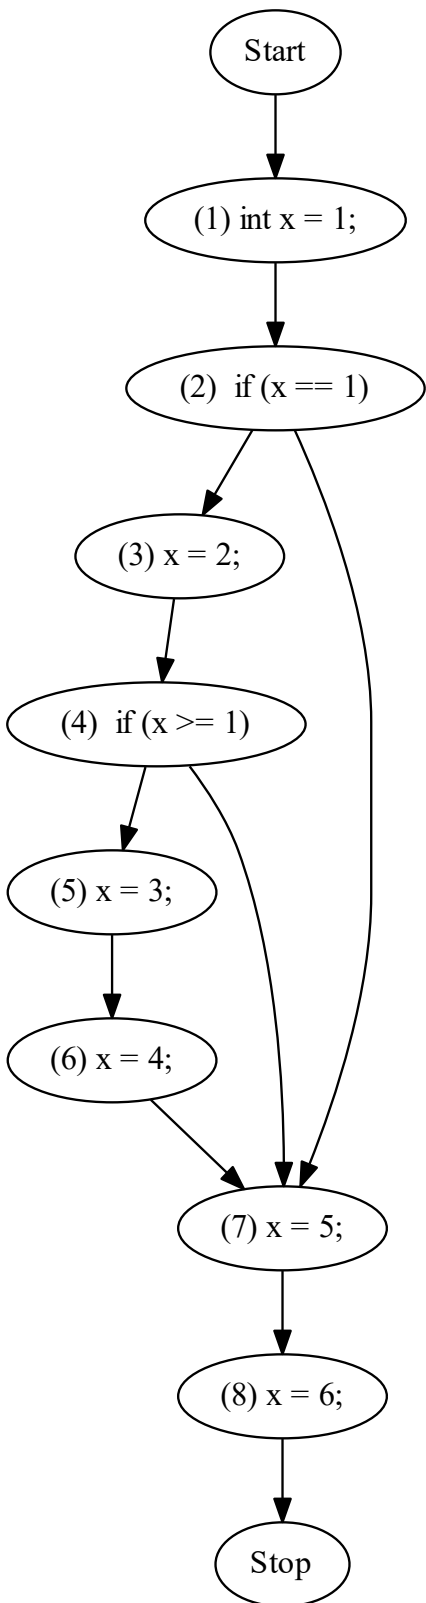 Start
(1) int x = 1;
(2)  if (x == 1)
(3) x = 2;
(4)  if (x >= 1)
(5) x = 3;
(6) x = 4;
(7) x = 5;
(8) x = 6;
Stop